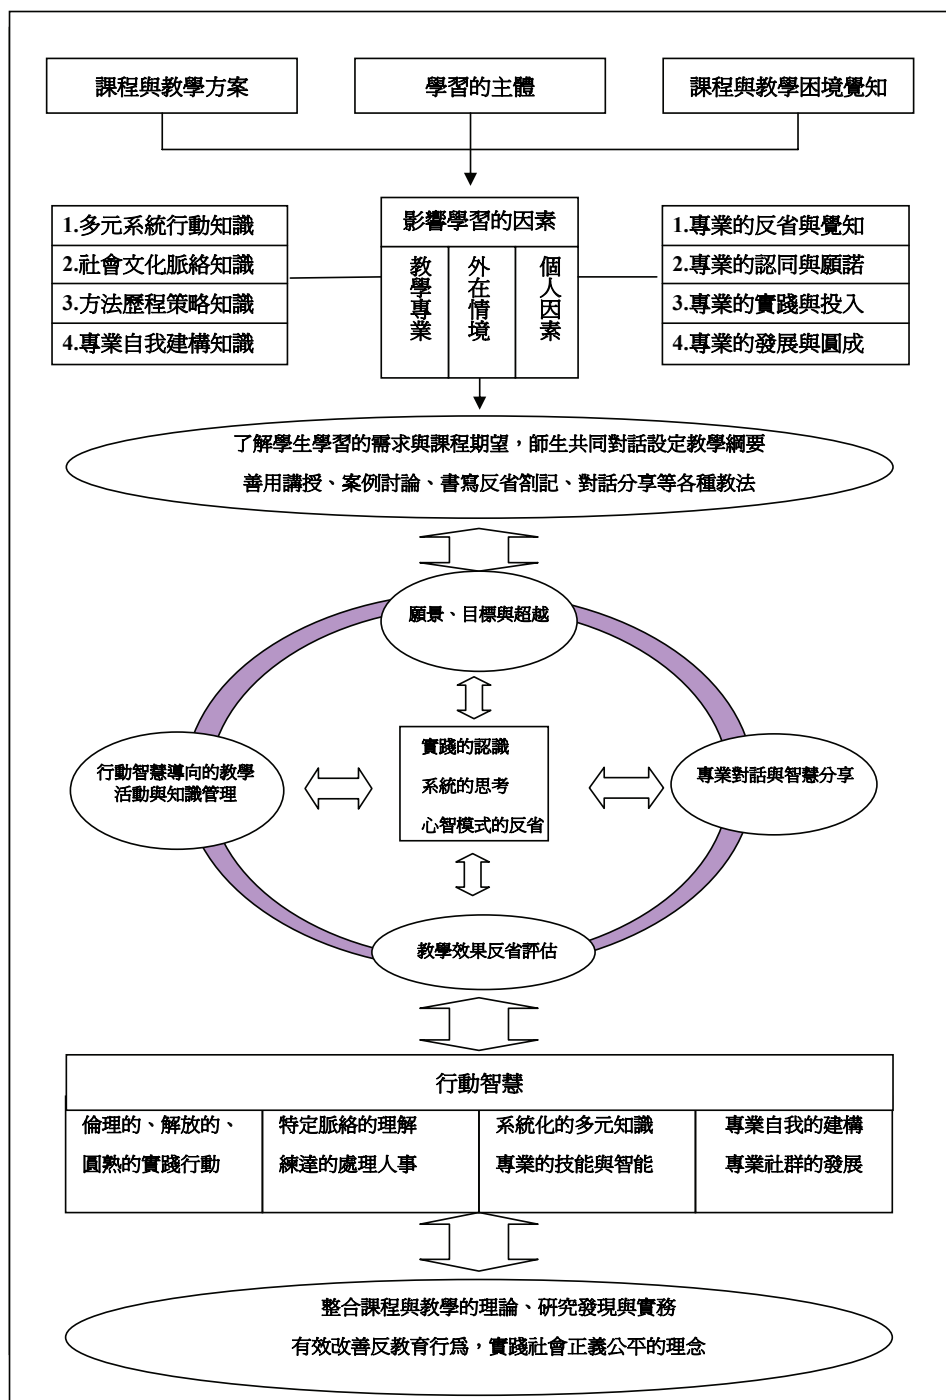 課程與教學方案
學習的主體
課程與教學困境覺知
1.多元系統行動知識
2.社會文化脈絡知識
3.方法歷程策略知識
4.專業自我建構知識
影響學習的因素
教學專業
外在情境
個人因素
1.專業的反省與覺知
2.專業的認同與願諾
3.專業的實踐與投入
4.專業的發展與圓成
了解學生學習的需求與課程期望，師生共同對話設定教學綱要
善用講授、案例討論、書寫反省劄記、對話分享等各種教法
願景、目標與超越
行動智慧導向的教學
活動與知識管理
實踐的認識
系統的思考
心智模式的反省
專業對話與智慧分享
教學效果反省評估
行動智慧
倫理的、解放的、
圓熟的實踐行動
特定脈絡的理解
練達的處理人事
系統化的多元知識
專業的技能與智能
專業自我的建構
專業社群的發展
整合課程與教學的理論、研究發現與實務
有效改善反教育行為，實踐社會正義公平的理念